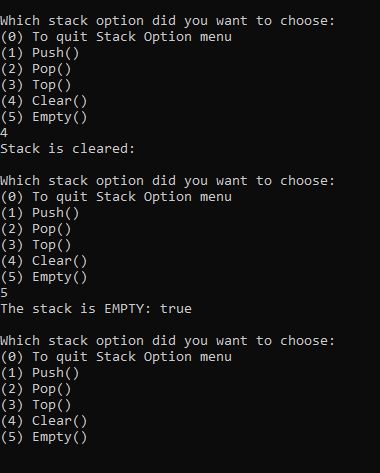 Which stack option did you want to choose:
(0) To quit Stack Option menu
(1) Push()
(2) Pop()
(3) Top()
(4) Clear()
(5) Empty()
4
Stack is cleared:
Which stack option did you want to choose:
(0) To quit Stack Option menu
(1) Push()
(2) Pop()
(3) Top()
(4) Clear()
(5) Empty()
5
The stack is EMPTY: true
Which stack option did you want to choose:
(0) To quit Stack Option menu
(1) Push()
(2) Pop()
(3) Top()
(4) Clear()
(5) Empty()